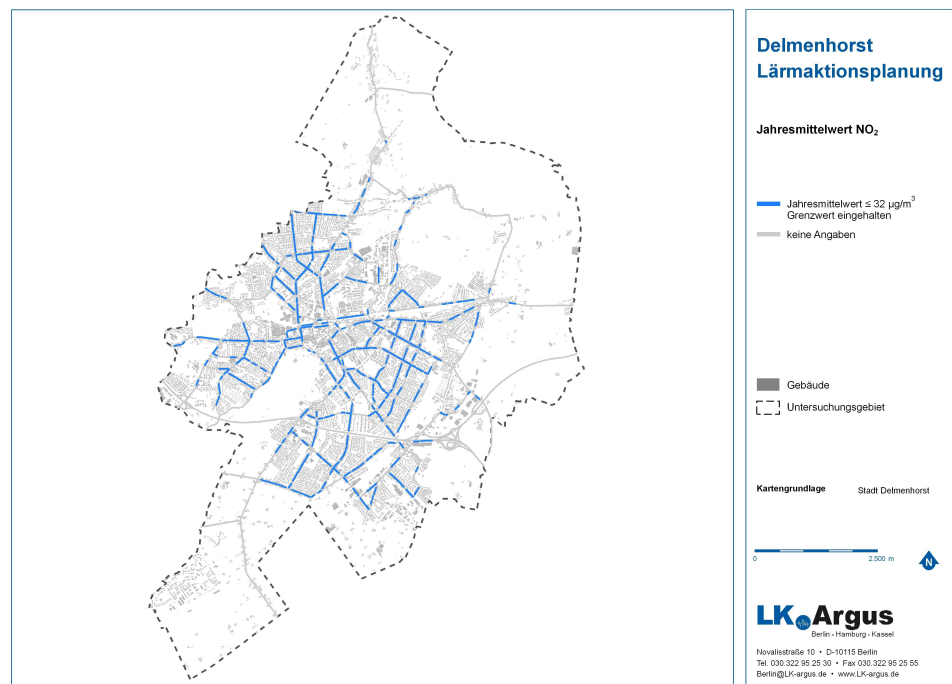 Delmenhorst
Lärmaktionsplanung
Jahresmittelwert NO₂
Jahresmittelwert ≤ 32 µg/m³
Grenzwert eingehalten
keine Angaben
Gebäude
Untersuchungsgebiet
Kartengrundlage Stadt Delmenhorst
0 2.500 m
N
LK Argus
Berlin - Hamburg - Kassel
Novalisstraße 10 • D-10115 Berlin
Tel. 030.322 95 25 30 • Fax 030.322 95 25 55
Berlin@LK-argus.de • www.LK-argus.de